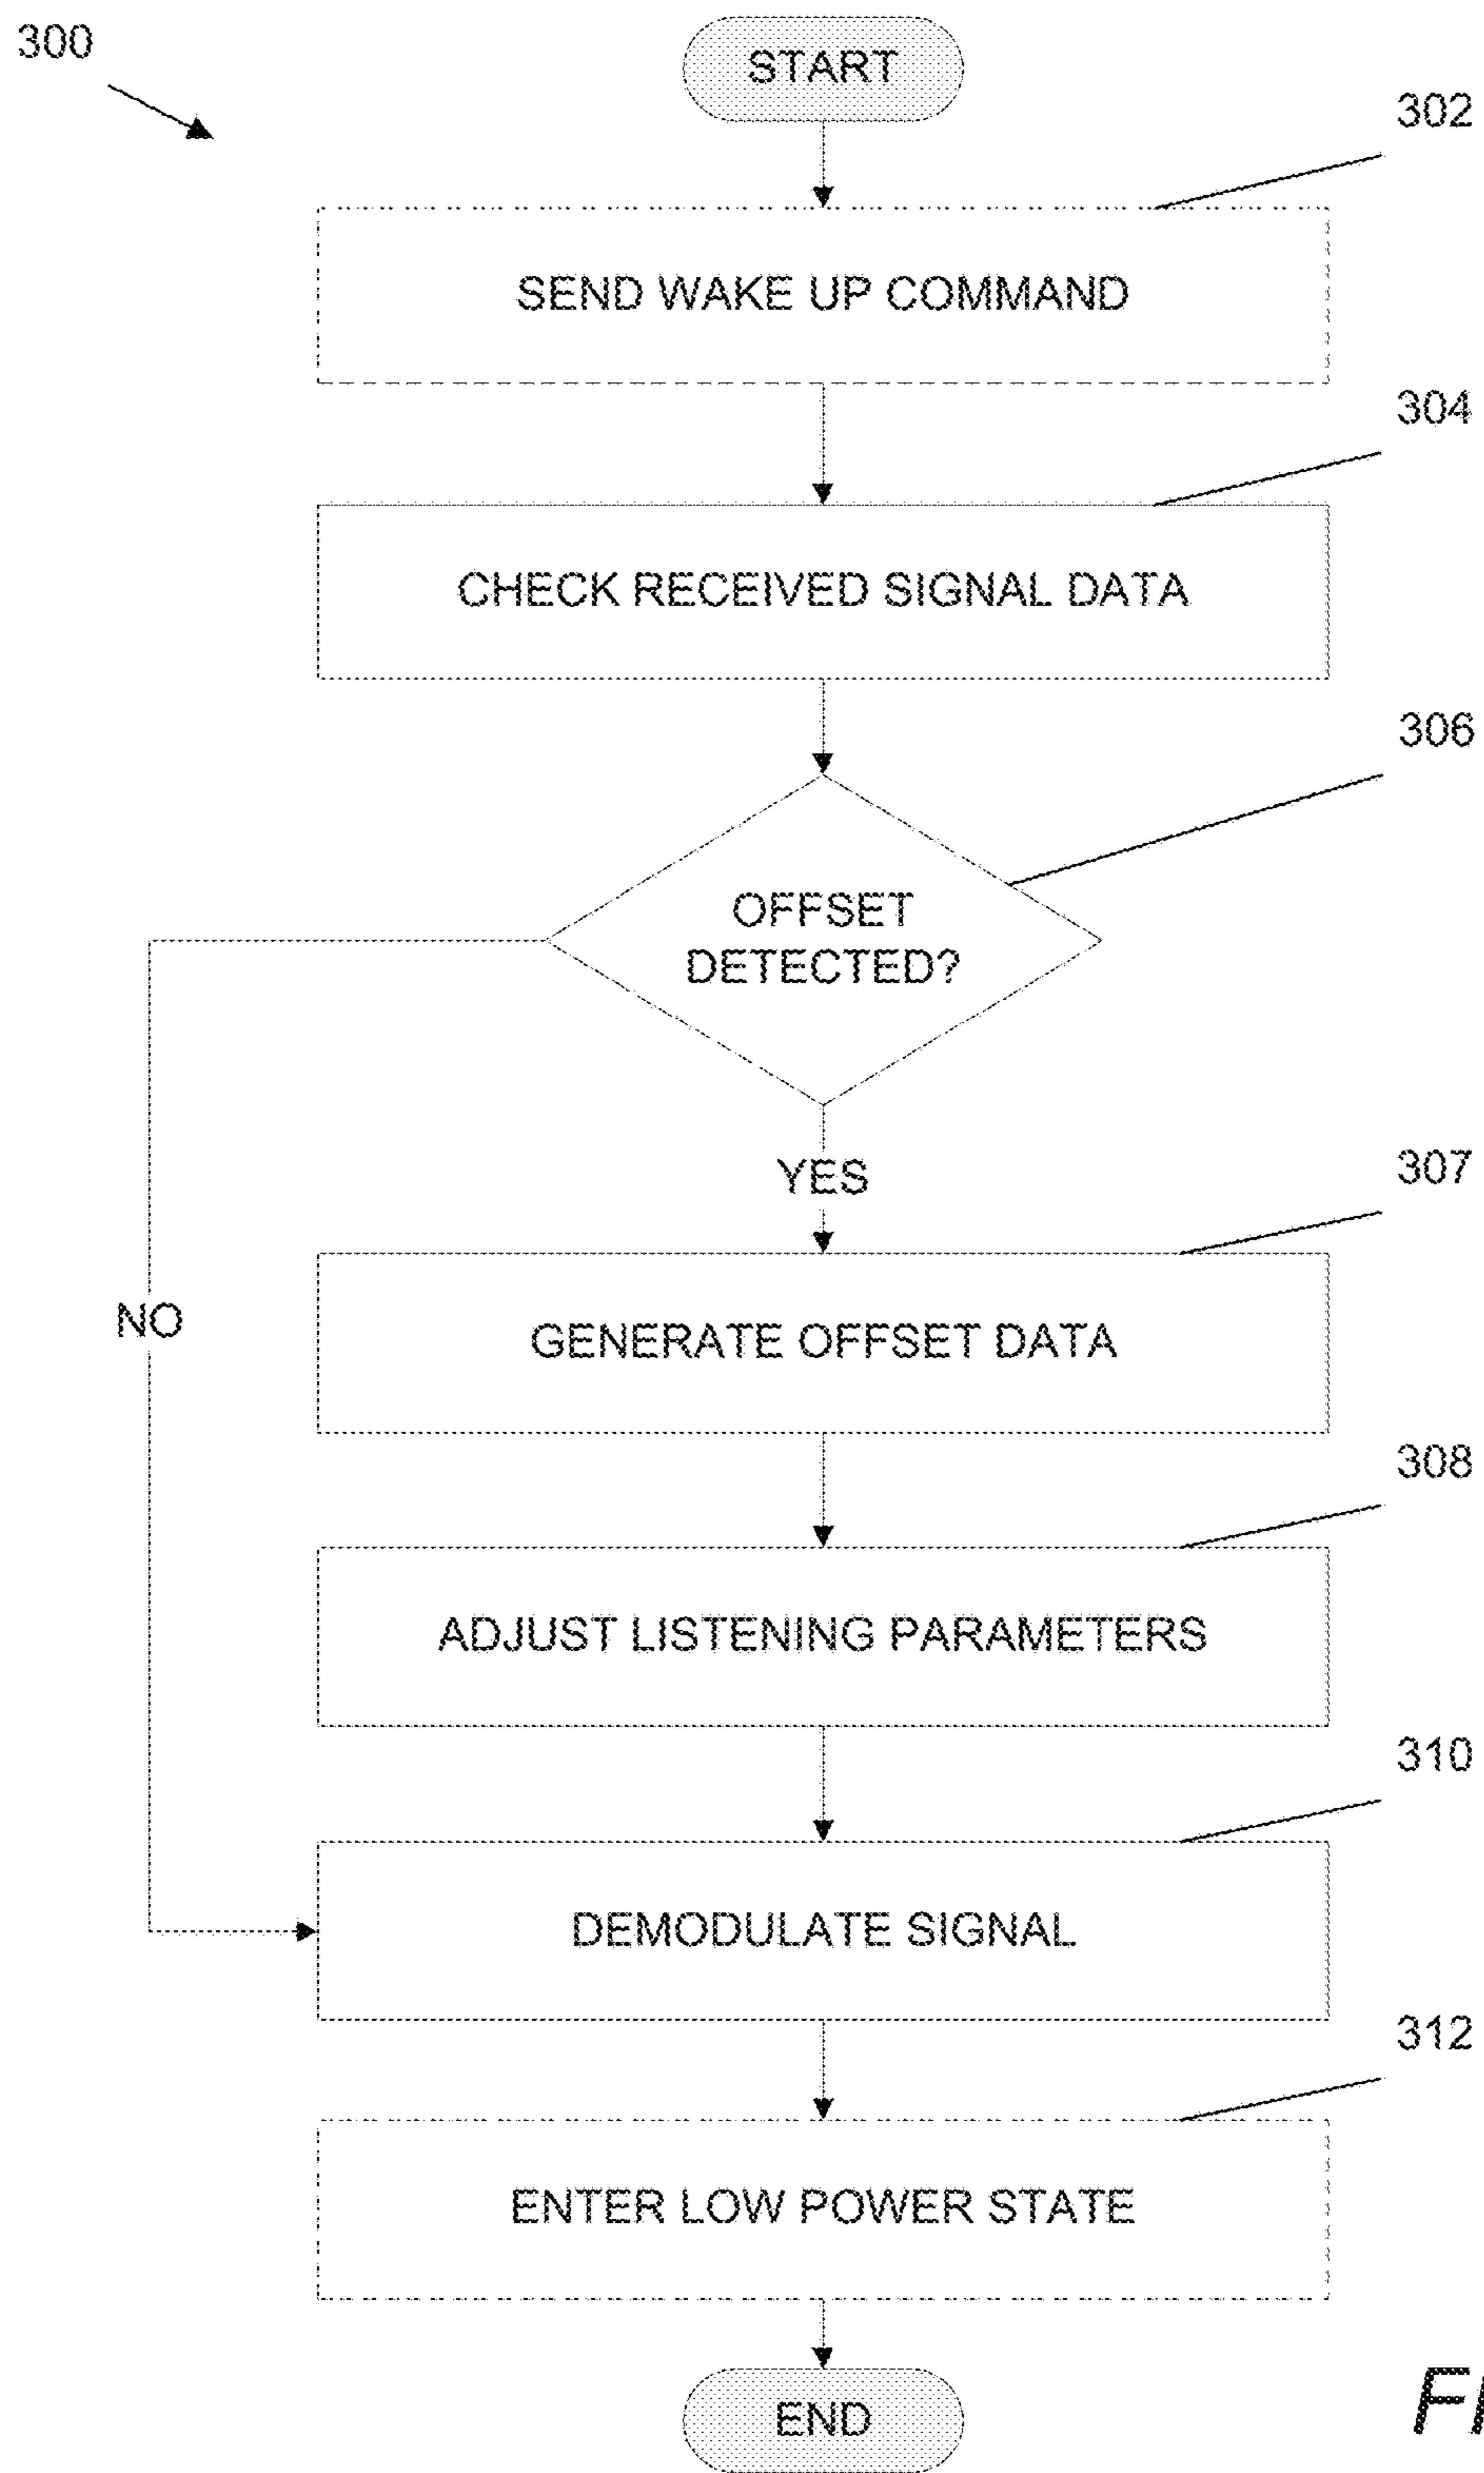 300
START
302
SEND WAKE UP COMMAND
304
CHECK RECEIVED SIGNAL DATA
306
OFFSET
DETECTED?
YES
307
NO
GENERATE OFFSET DATA
308
ADJUST LISTENING PARAMETERS
310
DEMODULATE SIGNAL
312
ENTER LOW POWER STATE
END